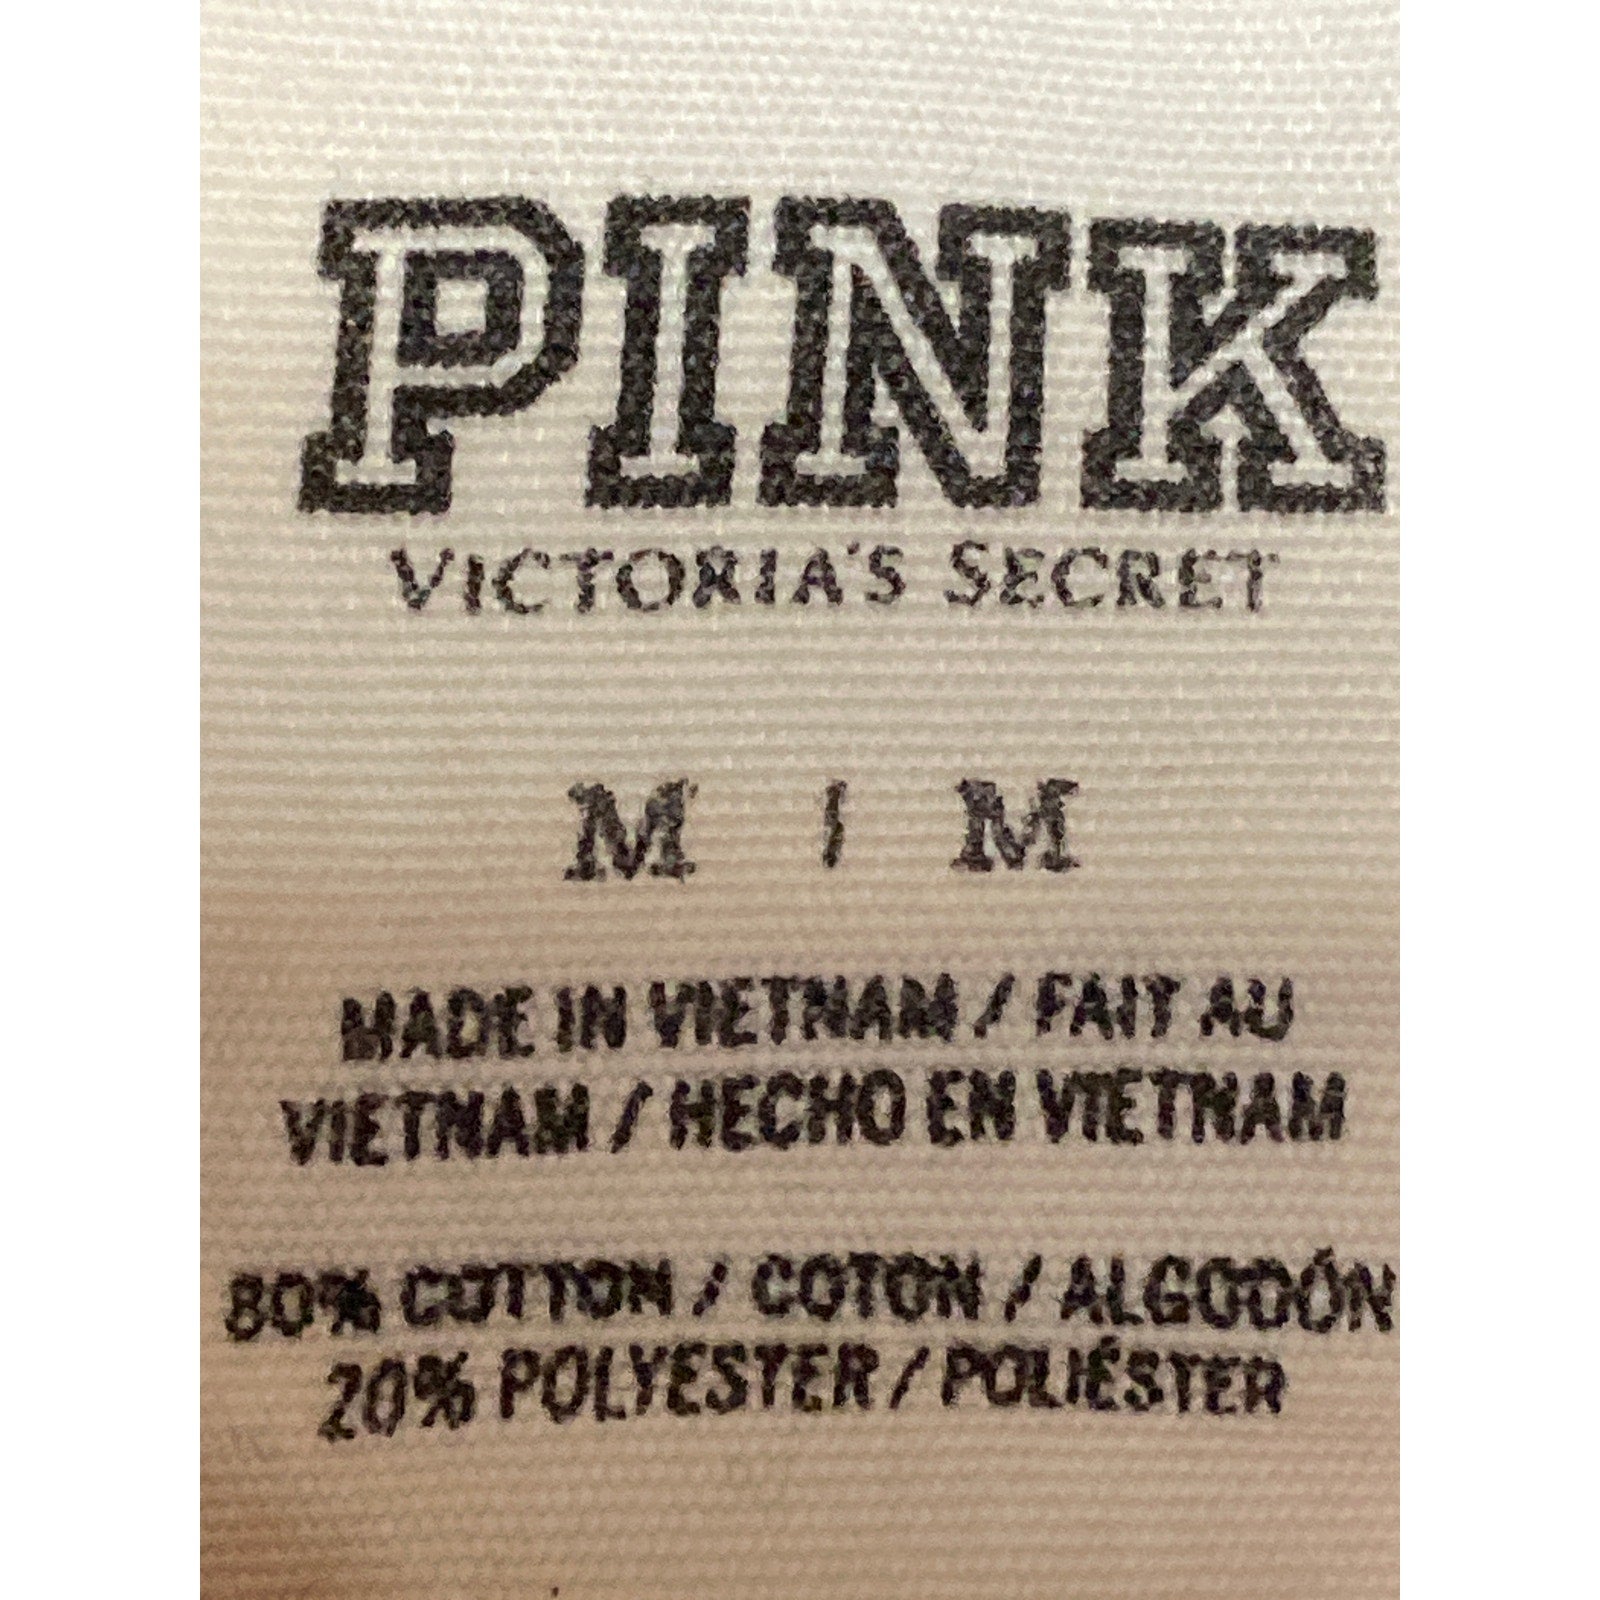 PINK
VICTORIA'S SECRET
M / M
MADE IN VIETNAM / FAIT AU
VIETNAM / HECHO EN VIETNAM
80% COTTON / COTON / ALGODÓN
20% POLYESTER / POLIÉSTER